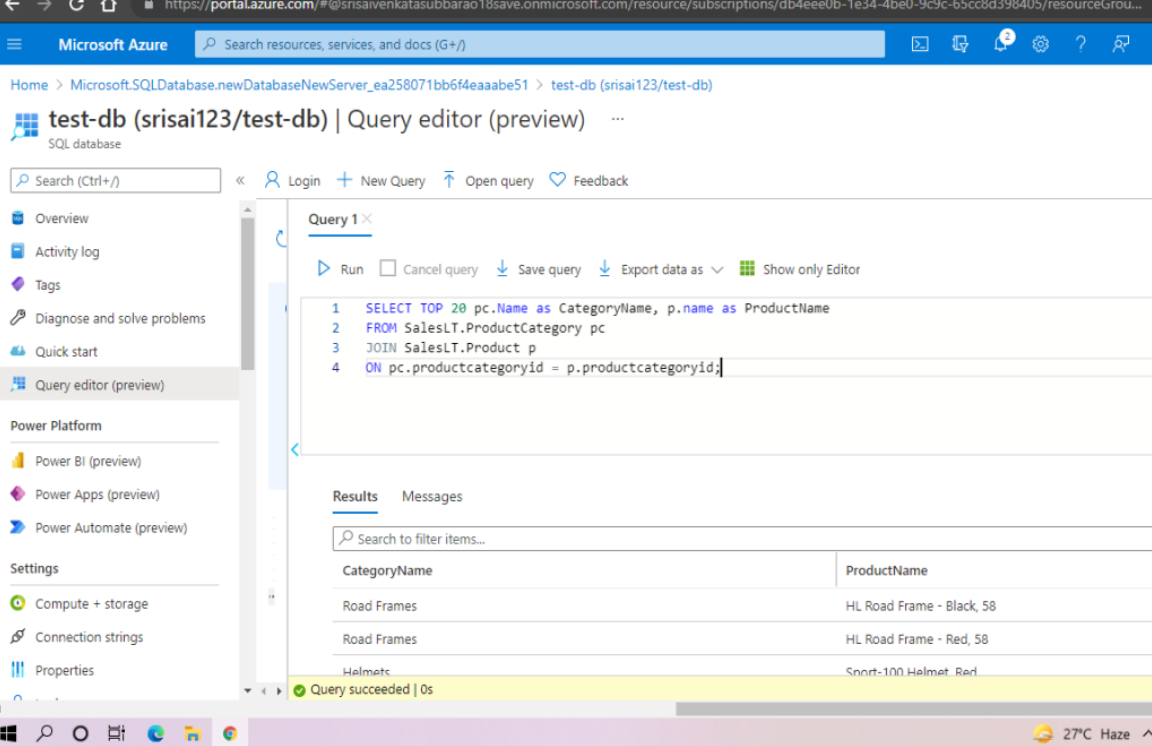 https://portal.azure.com/#@srisaivenkatasubbarao18save.onmicrosoft.com/resource/subscriptions/db4eee0b-1e34-4be0-9c9c-65cc8d398405/resourceGrou...
Microsoft Azure
Search resources, services, and docs (G+/)
2
Home > Microsoft.SQLDatabase.newDatabaseNewServer_ea258071bb6f4eaaabe51 > test-db (srisai123/test-db)
test-db (srisai123/test-db) | Query editor (preview) ...
SQL database
Search (Ctrl+/)
« Login New Query Open query Feedback
Overview
Activity log
Tags
Diagnose and solve problems
Quick start
Query editor (preview)
Power Platform
Power BI (preview)
Power Apps (preview)
Power Automate (preview)
Settings
Compute + storage
Connection strings
Properties
Query 1
Run Cancel query Save query Export data as Show only Editor
1 SELECT TOP 20 pc.Name as CategoryName, p.name as ProductName
2 FROM SalesLT.ProductCategory pc
3 JOIN SalesLT.Product p
4 ON pc.productcategoryid = p.productcategoryid;
Results Messages
Search to filter items...
CategoryName ProductName
Road Frames HL Road Frame - Black, 58
Road Frames HL Road Frame - Red, 58
Helmets Sport-100 Helmet, Red
Query succeeded | 0s
27°C Haze